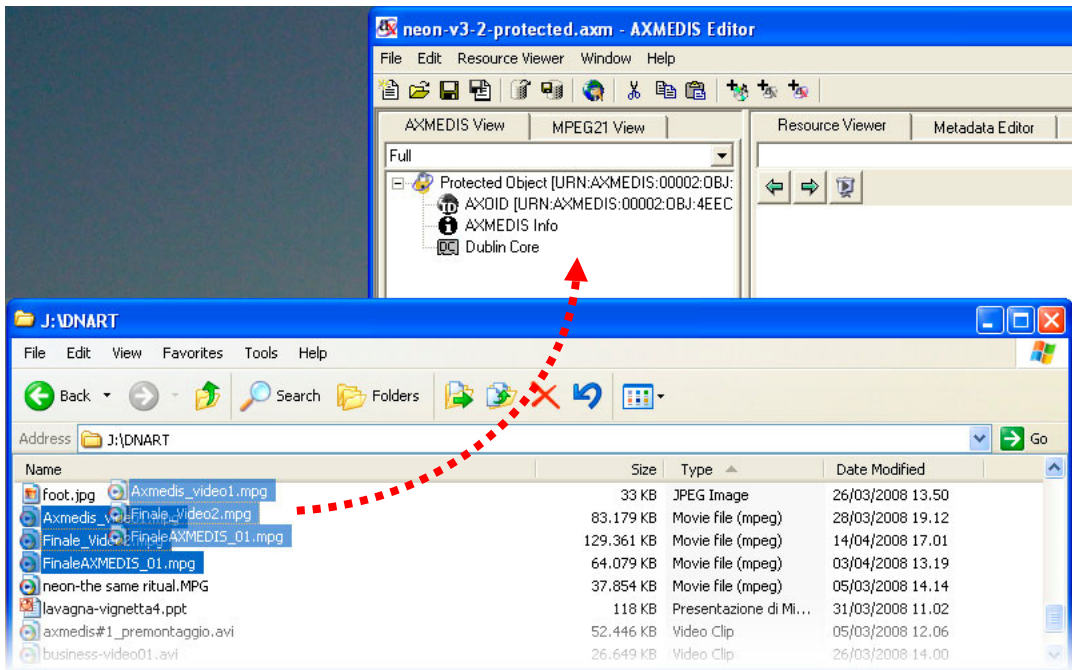 neon-v3-2-protected.axm - AXMEDIS Editor
File Edit Resource Viewer Window Help
AXMEDIS View MPEG21 View Resource Viewer Metadata Editor
Full
Protected Object [URN:AXMEDIS:00002:OBJ:
ID AXOID [URN:AXMEDIS:00002:OBJ:4EEC
AXMEDIS Info
DC Dublin Core
J:\DNART
File Edit View Favorites Tools Help
Back Search Folders
Address J:\DNART Go
Name Size Type Date Modified
foot.jpg Axmedis_video1.mpg 33 KB JPEG Image 26/03/2008 13.50
Axmedis_video1.mpg Finale_Video2.mpg 83.179 KB Movie file (mpeg) 28/03/2008 19.12
Finale_Video2.mpg FinaleAXMEDIS_01.mpg 129.361 KB Movie file (mpeg) 14/04/2008 17.01
FinaleAXMEDIS_01.mpg 64.079 KB Movie file (mpeg) 03/04/2008 13.19
neon-the same ritual.MPG 37.854 KB Movie file (mpeg) 05/03/2008 14.14
lavagna-vignetta4.ppt 118 KB Presentazione di Mi... 31/03/2008 11.02
axmedis#1_premontaggio.avi 52.446 KB Video Clip 05/03/2008 12.06
business-video01.avi 26.649 KB Video Clip 26/03/2008 14.00